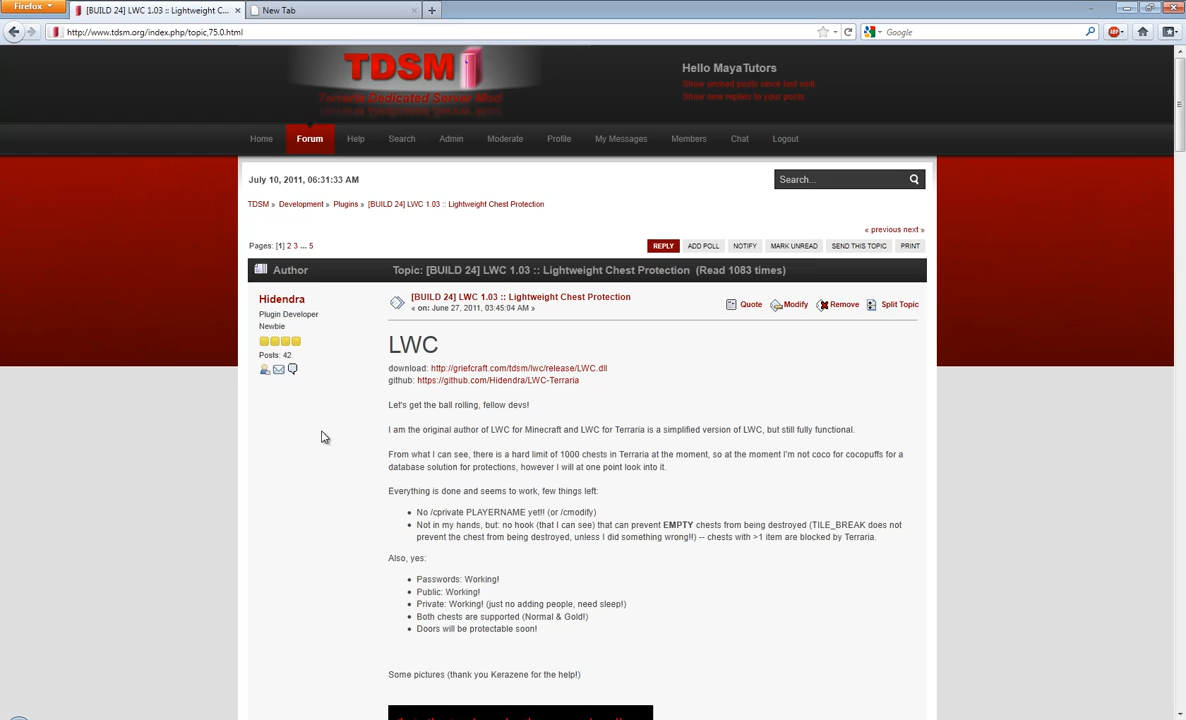 Firefox
[BUILD 24] LWC 1.03 :: Lightweight C...
New Tab
http://www.tdsm.org/index.php/topic,75.0.html
Google
ABP
TDSM
Terraria Dedicated Server Mod
Hello MayaTutors
Show unread posts since last visit.
Show new replies to your posts.
Home Forum Help Search Admin Moderate Profile My Messages Members Chat Logout
July 10, 2011, 06:31:33 AM
Search...
TDSM » Development » Plugins » [BUILD 24] LWC 1.03 :: Lightweight Chest Protection
« previous next »
Pages: [1] 2 3 ... 5
REPLY ADD POLL NOTIFY MARK UNREAD SEND THIS TOPIC PRINT
Author Topic: [BUILD 24] LWC 1.03 :: Lightweight Chest Protection (Read 1083 times)
Hidendra
Plugin Developer
Newbie
Posts: 42
[BUILD 24] LWC 1.03 :: Lightweight Chest Protection
« on: June 27, 2011, 03:45:04 AM »
Quote Modify Remove Split Topic
LWC
download: http://griefcraft.com/tdsm/lwc/release/LWC.dll
github: https://github.com/Hidendra/LWC-Terraria
Let's get the ball rolling, fellow devs!
I am the original author of LWC for Minecraft and LWC for Terraria is a simplified version of LWC, but still fully functional.
From what I can see, there is a hard limit of 1000 chests in Terraria at the moment, so at the moment I'm not coco for cocopuffs for a
database solution for protections, however I will at one point look into it.
Everything is done and seems to work, few things left:
• No /cprivate PLAYERNAME yet!! (or /cmodify)
• Not in my hands, but: no hook (that I can see) that can prevent EMPTY chests from being destroyed (TILE_BREAK does not
prevent the chest from being destroyed, unless I did something wrong!!) -- chests with >1 item are blocked by Terraria.
Also, yes:
• Passwords: Working!
• Public: Working!
• Private: Working! (just no adding people, need sleep!)
• Both chests are supported (Normal & Gold!)
• Doors will be protectable soon!
Some pictures (thank you Kerazene for the help!)